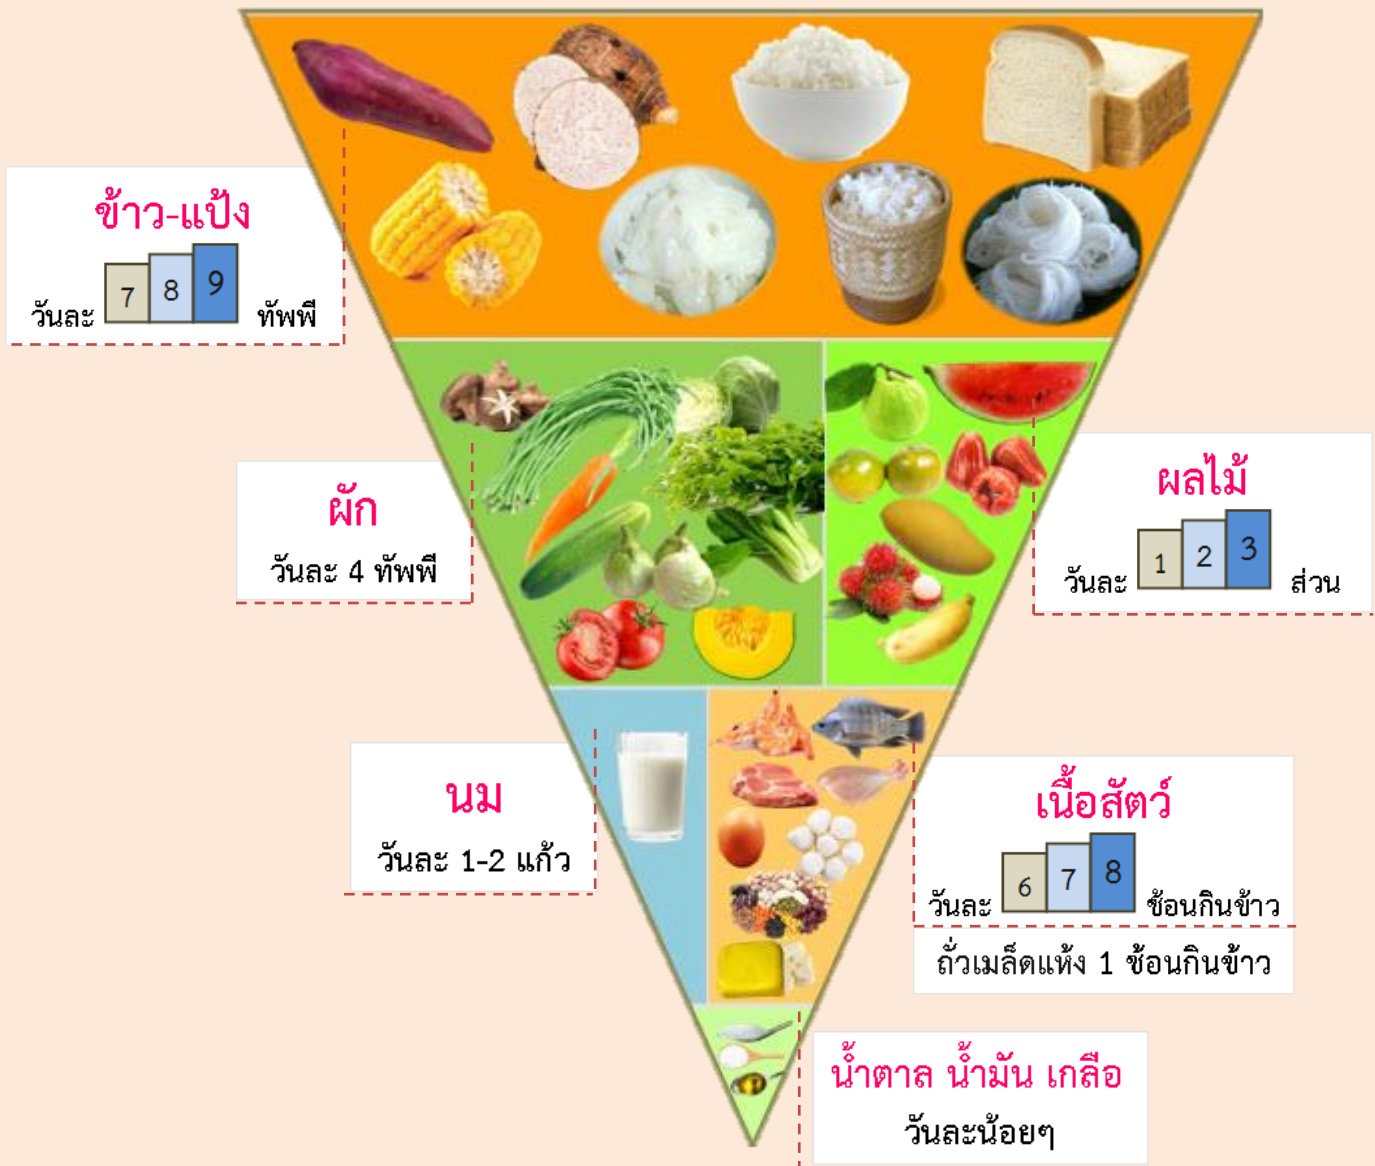 ข้าว-แป้ง
วันละ 7 8 9 ทัพพี
ผัก
วันละ 4 ทัพพี
ผลไม้
วันละ 1 2 3 ส่วน
นม
วันละ 1-2 แก้ว
เนื้อสัตว์
วันละ 6 7 8 ช้อนกินข้าว
ถั่วเมล็ดแห้ง 1 ช้อนกินข้าว
น้ำตาล น้ำมัน เกลือ
วันละน้อยๆ